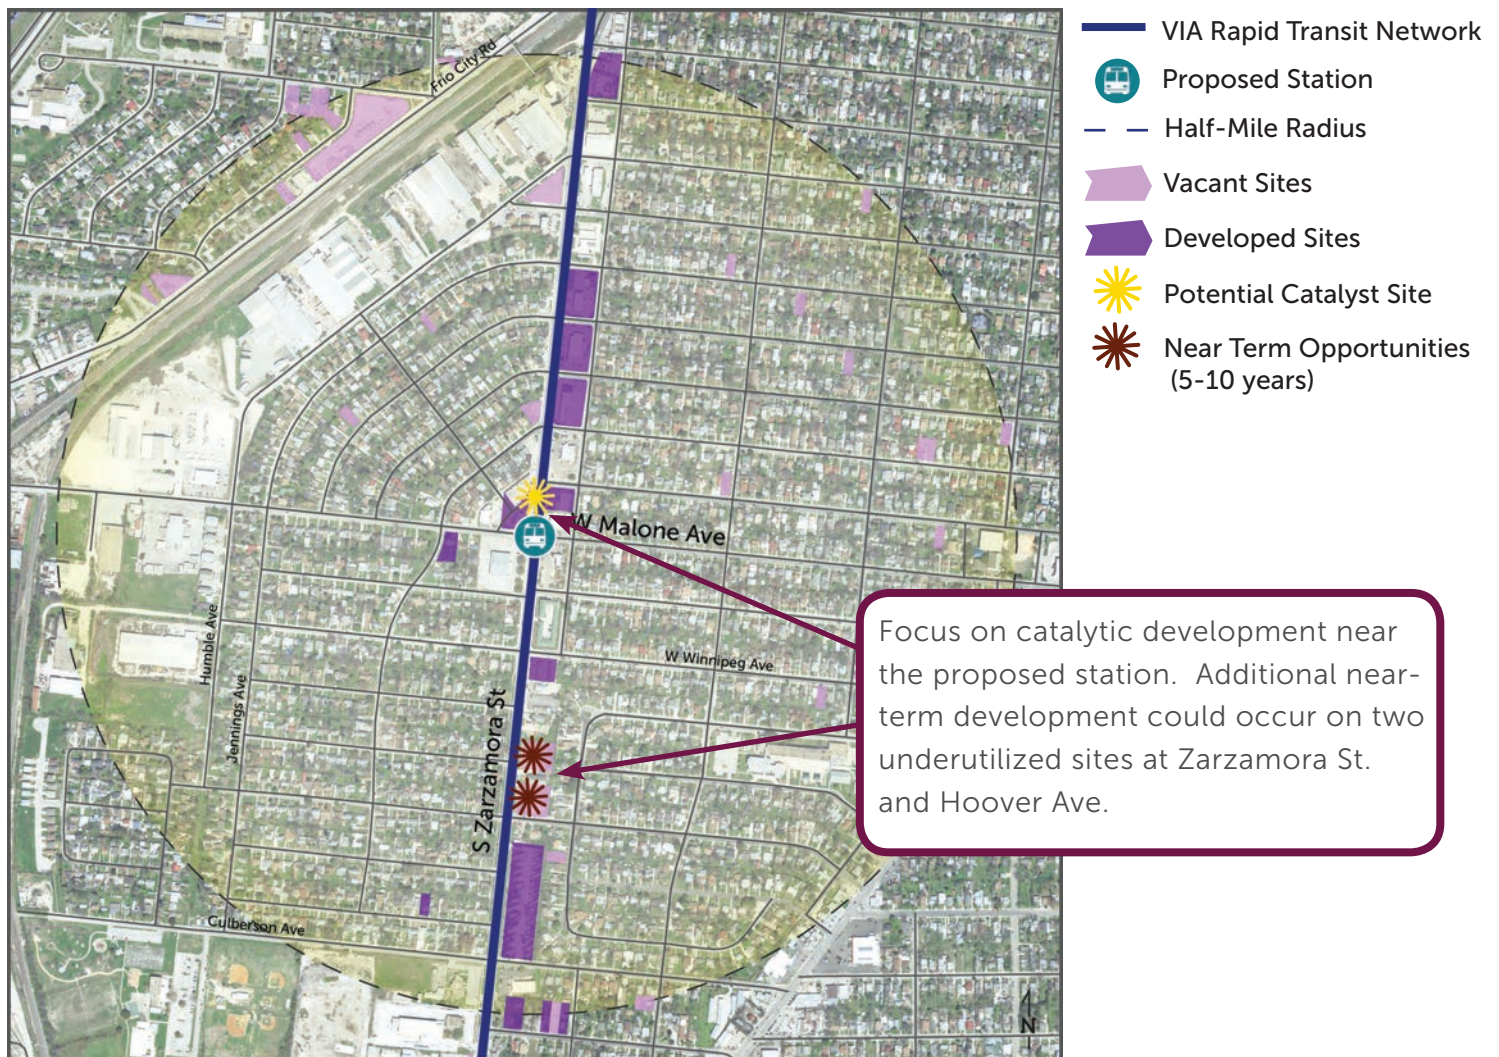 VIA Rapid Transit Network
Proposed Station
Half-Mile Radius
Vacant Sites
Developed Sites
Potential Catalyst Site
Near Term Opportunities
(5-10 years)
Frio City Rd
W Malone Ave
Humble Ave
Jennings Ave
W Winnipeg Ave
S Zarzamora St
Culberson Ave
Focus on catalytic development near
the proposed station.  Additional near-
term development could occur on two
underutilized sites at Zarzamora St.
and Hoover Ave.
N